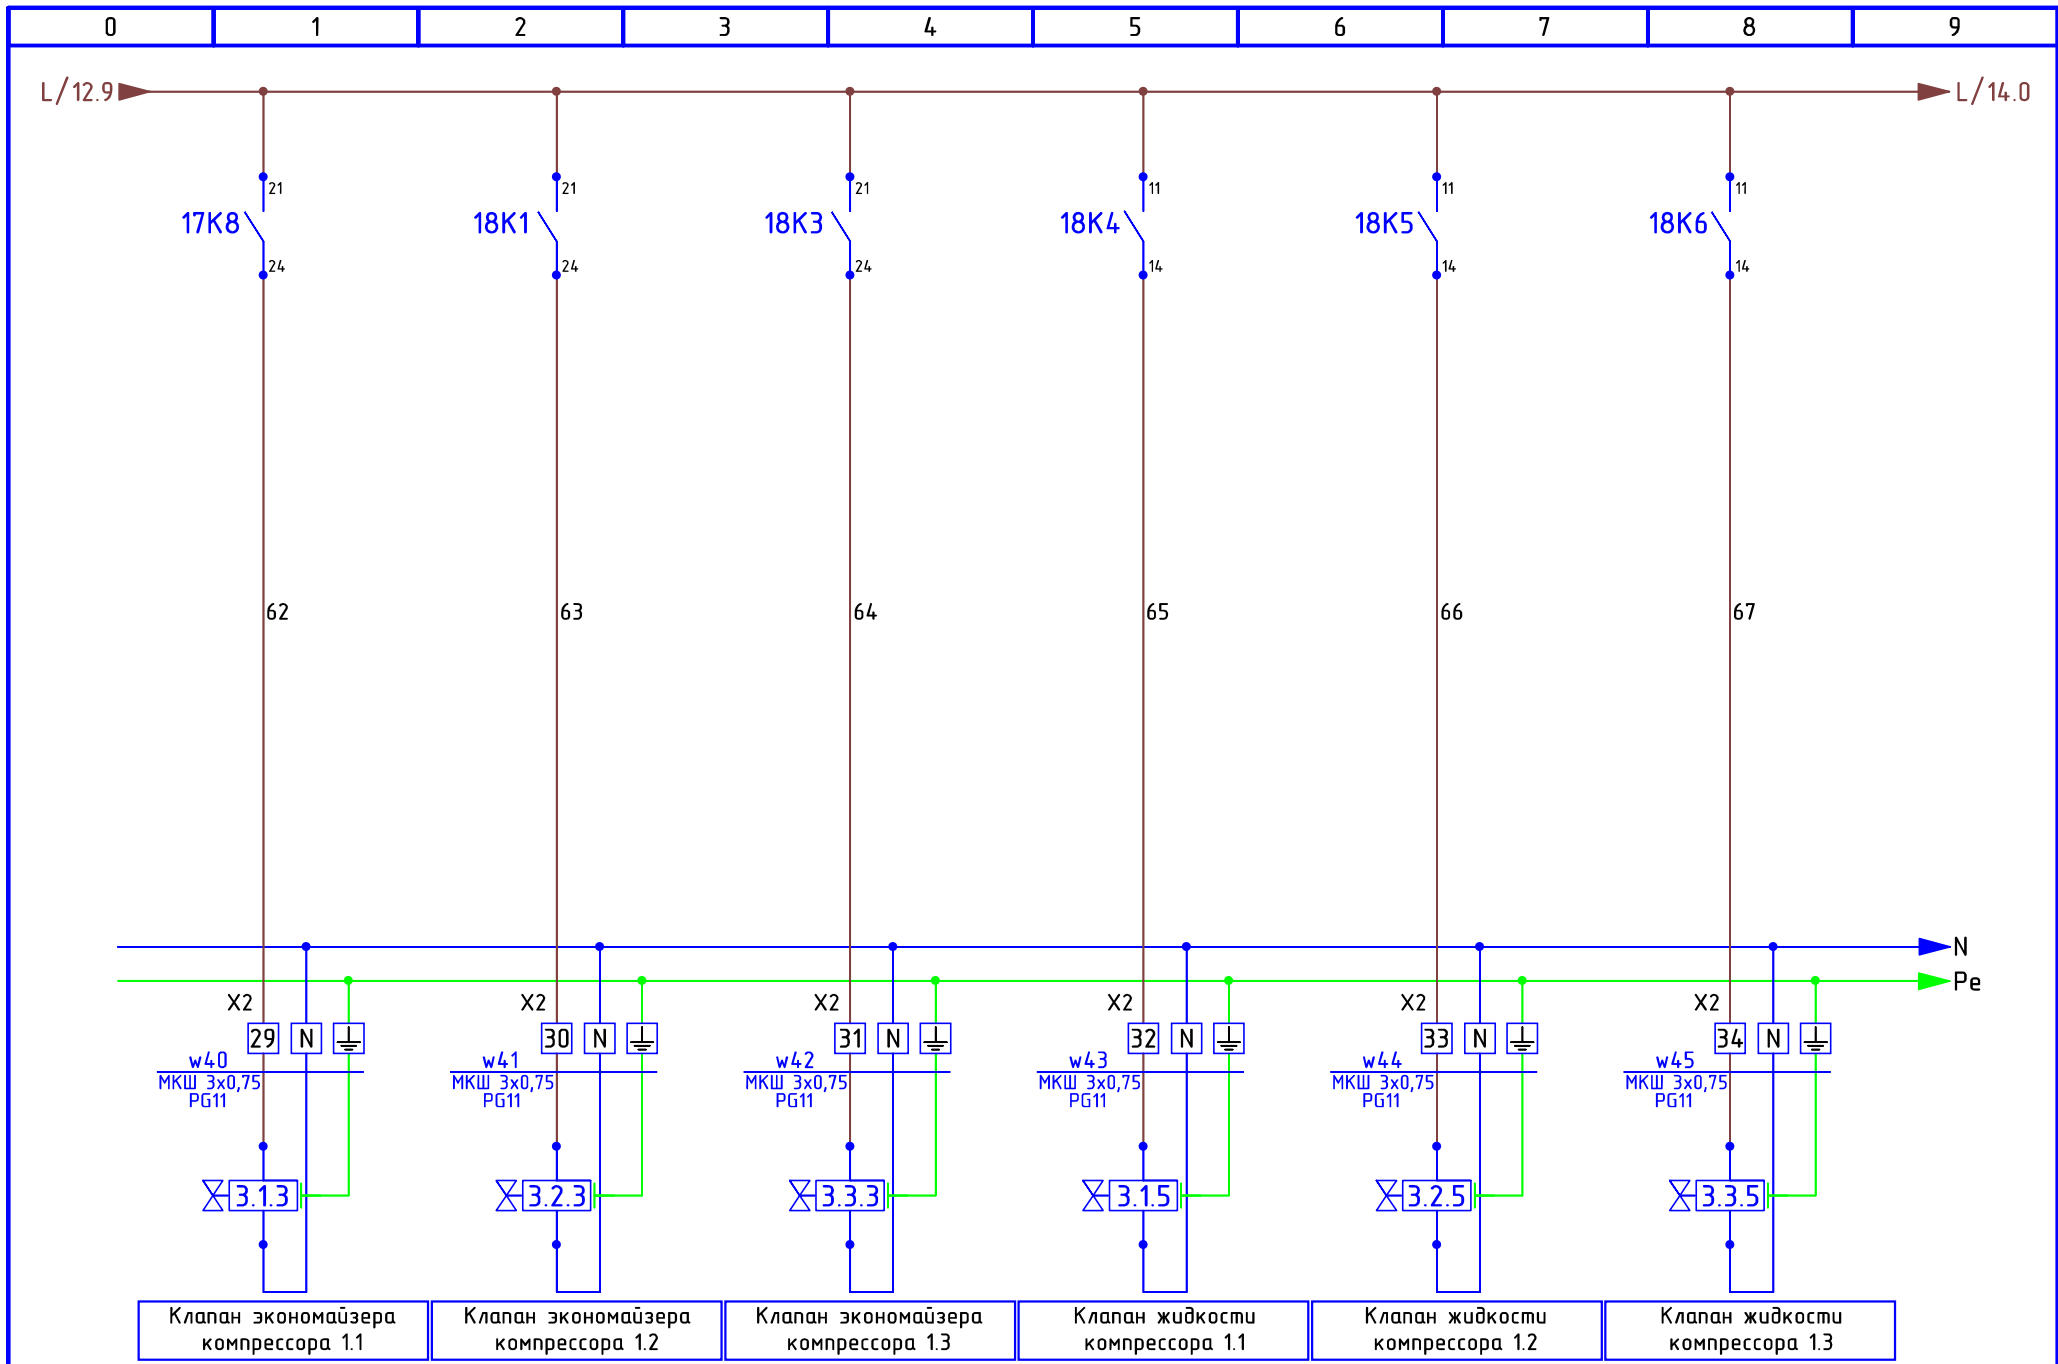 0 1 2 3 4 5 6 7 8 9
L/12.9 L/14.0
21 21 21 11 11 11
17K8 18K1 18K3 18K4 18K5 18K6
24 24 24 14 14 14
62 63 64 65 66 67
N
Pe
X2 X2 X2 X2 X2 X2
29 N 30 N 31 N 32 N 33 N 34 N
w40 w41 w42 w43 w44 w45
МКШ 3х0,75 МКШ 3х0,75 МКШ 3х0,75 МКШ 3х0,75 МКШ 3х0,75 МКШ 3х0,75
PG11 PG11 PG11 PG11 PG11 PG11
3.1.3 3.2.3 3.3.3 3.1.5 3.2.5 3.3.5
Клапан экономайзера
компрессора 1.1
Клапан экономайзера
компрессора 1.2
Клапан экономайзера
компрессора 1.3
Клапан жидкости
компрессора 1.1
Клапан жидкости
компрессора 1.2
Клапан жидкости
компрессора 1.3